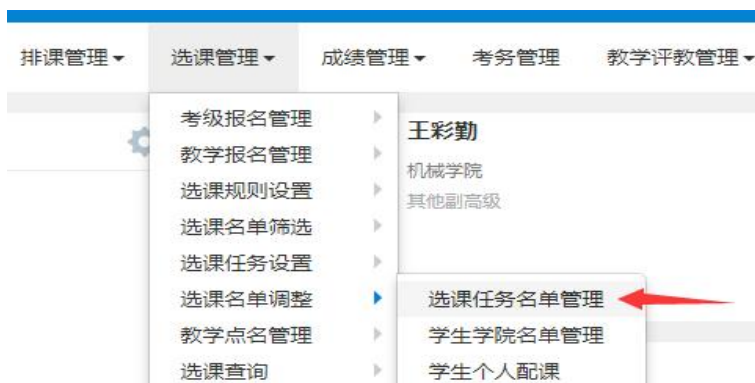 排课管理 选课管理 成绩管理 考务管理 教学评教管理
考级报名管理
教学报名管理
选课规则设置
选课名单筛选
选课任务设置
选课名单调整
教学点名管理
选课查询
王彩勤
机械学院
其他副高级
选课任务名单管理
学生学院名单管理
学生个人配课